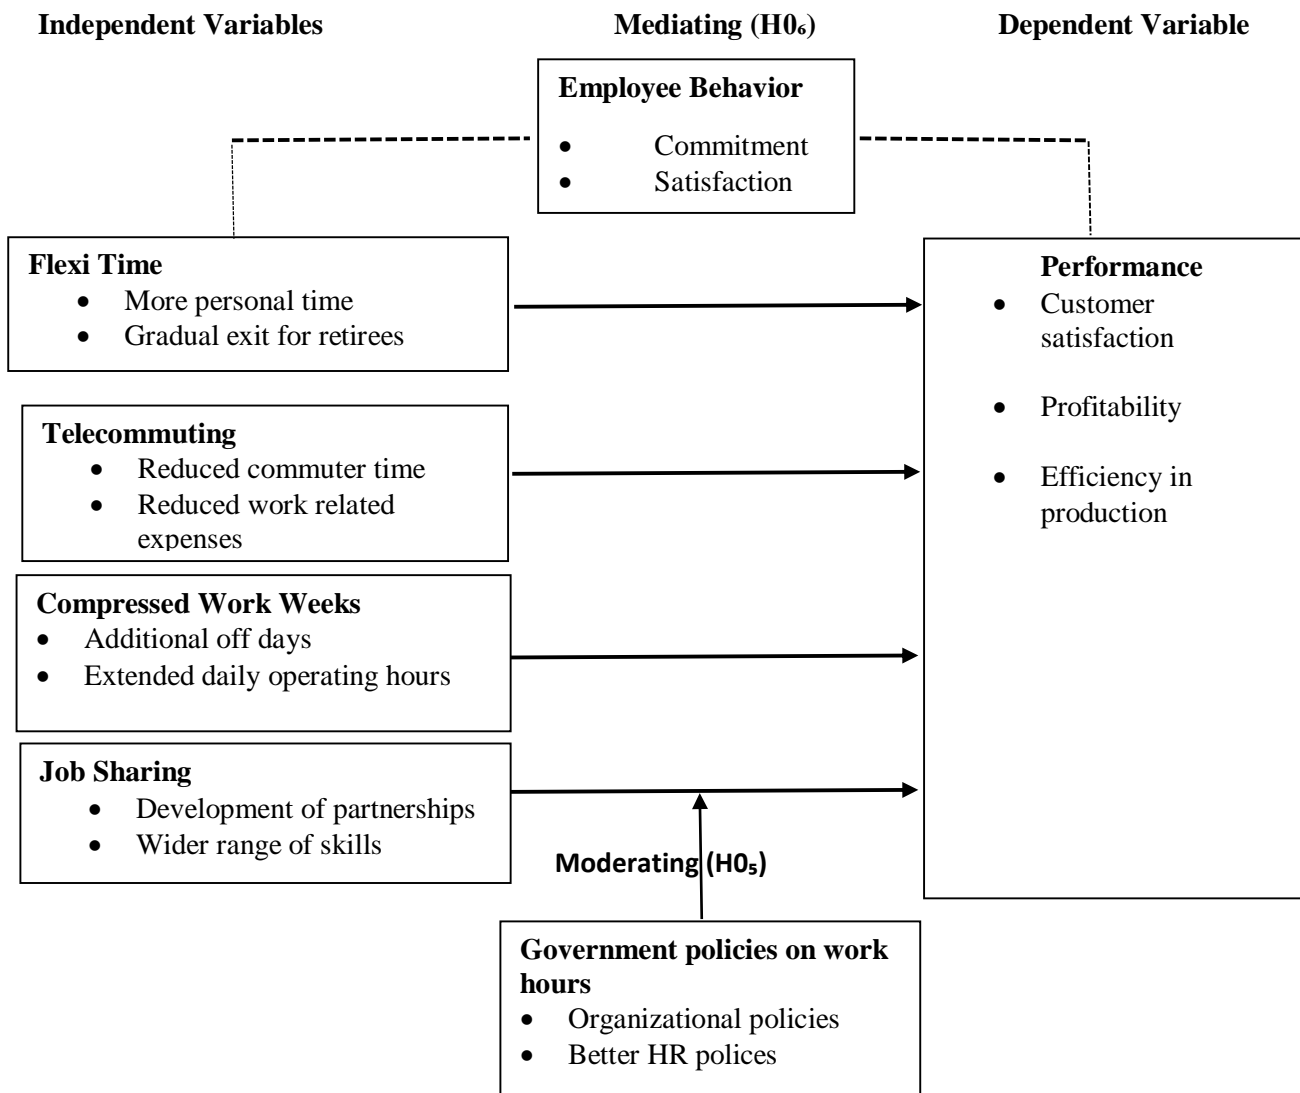 Independent Variables
Mediating (H0₆)
Dependent Variable
Employee Behavior
• Commitment
• Satisfaction
Flexi Time
• More personal time
• Gradual exit for retirees
Performance
• Customer
satisfaction
• Profitability
• Efficiency in
production
Telecommuting
• Reduced commuter time
• Reduced work related
expenses
Compressed Work Weeks
• Additional off days
• Extended daily operating hours
Job Sharing
• Development of partnerships
• Wider range of skills
Moderating (H0₅)
Government policies on work
hours
• Organizational policies
• Better HR polices